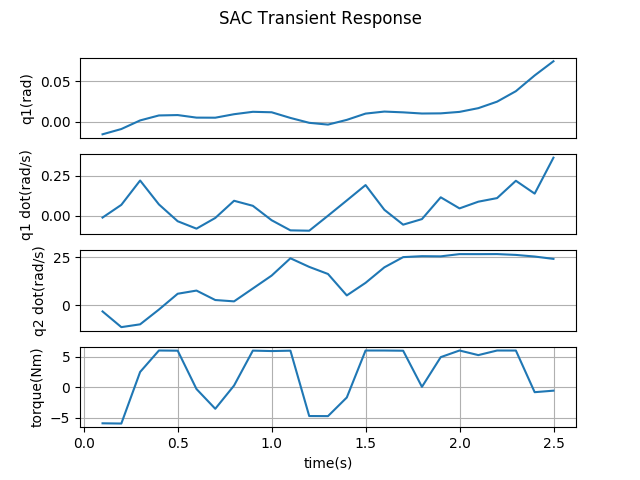 SAC Transient Response
q1(rad)
0.05
0.00
q1 dot(rad/s)
0.25
0.00
q2 dot(rad/s)
25
0
torque(Nm)
5
0
−5
0.0 0.5 1.0 1.5 2.0 2.5
time(s)